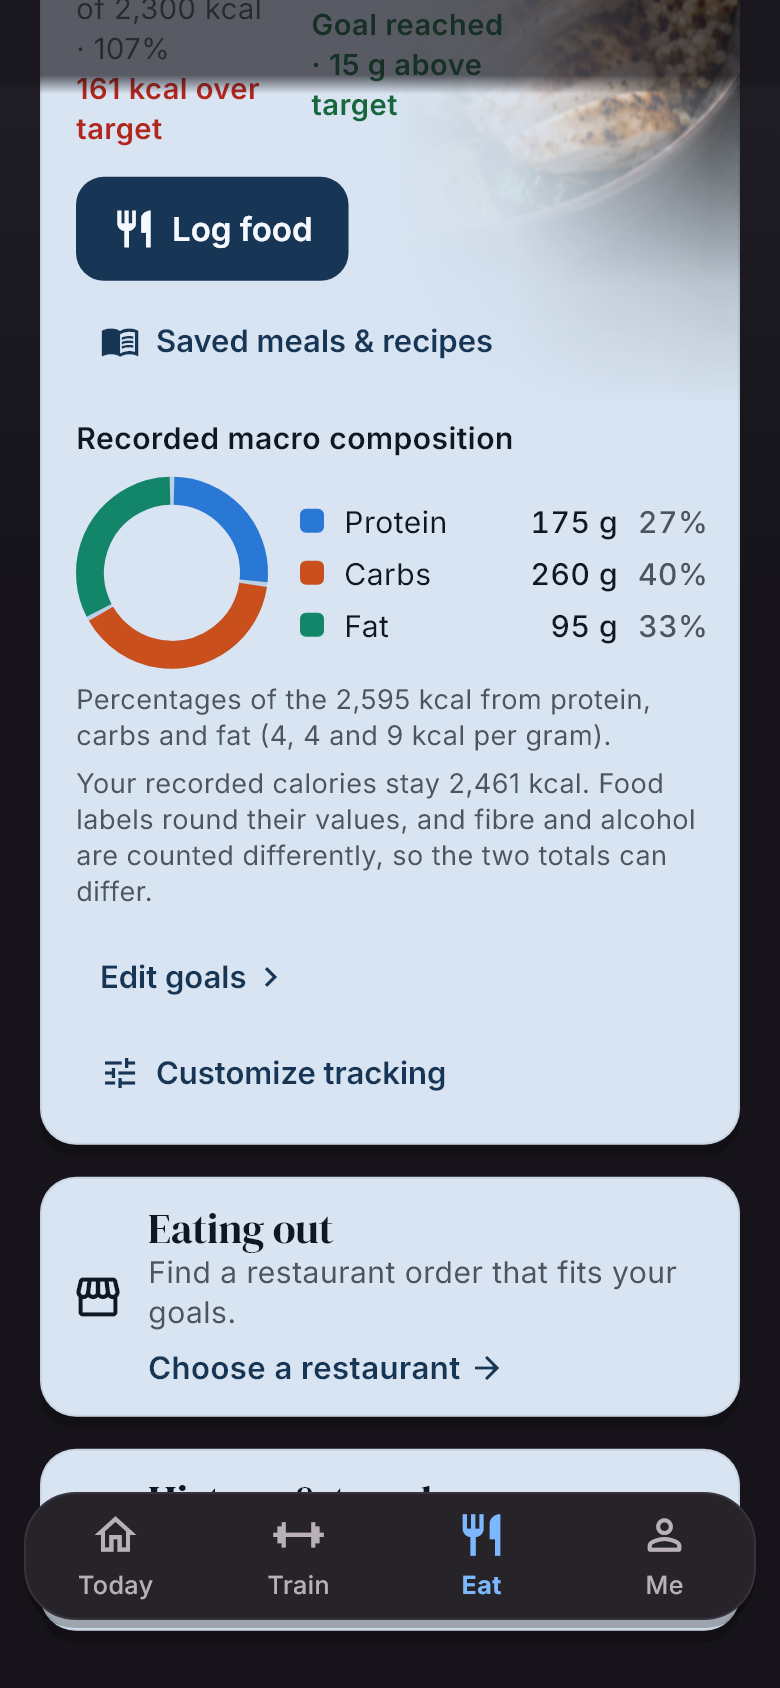 of 2,300 kcal
· 107%
161 kcal over
target
Goal reached
· 15 g above
target
Log food
Saved meals & recipes
Recorded macro composition
Protein 175 g 27%
Carbs 260 g 40%
Fat 95 g 33%
Percentages of the 2,595 kcal from protein,
carbs and fat (4, 4 and 9 kcal per gram).
Your recorded calories stay 2,461 kcal. Food
labels round their values, and fibre and alcohol
are counted differently, so the two totals can
differ.
Edit goals
Customize tracking
Eating out
Find a restaurant order that fits your
goals.
Choose a restaurant
Today
Train
Eat
Me